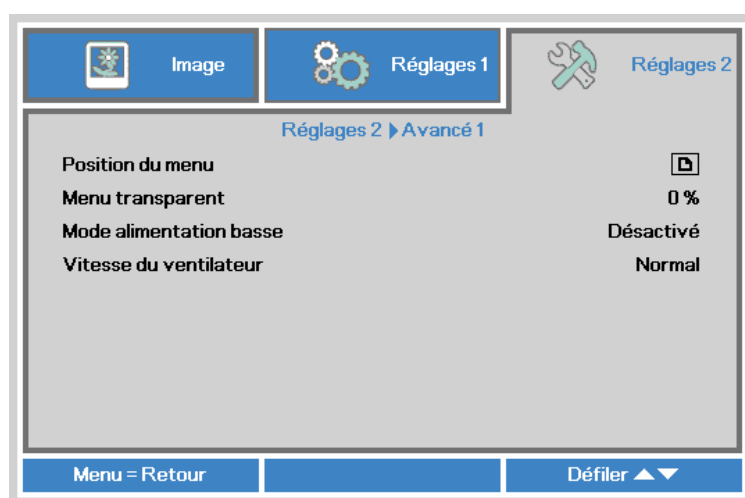 Image
Réglages 1
Réglages 2
Réglages 2 ▶ Avancé 1
Position du menu
Menu transparent 0 %
Mode alimentation basse Désactivé
Vitesse du ventilateur Normal
Menu = Retour
Défiler ▲▼